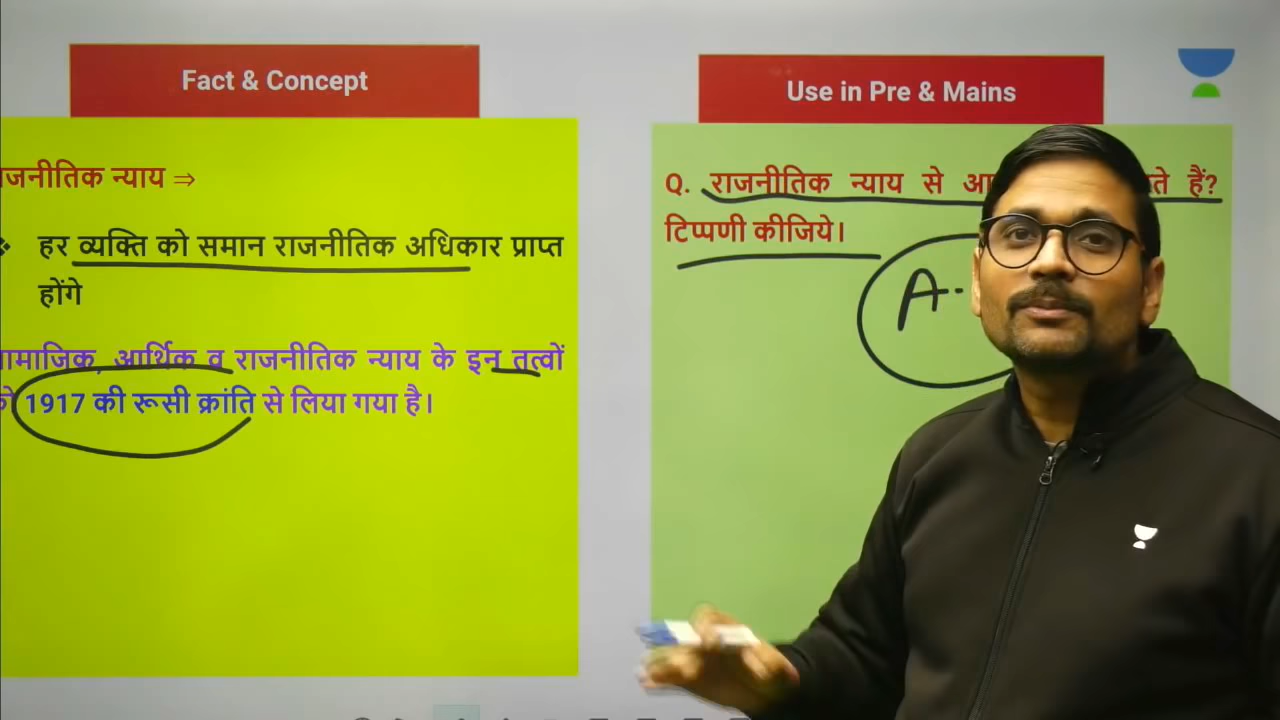 Fact & Concept
न्याय ⇒
हर व्यक्ति को समान राजनीतिक अधिकार प्राप्त
होंगे
आर्थिक व राजनीतिक न्याय के इन तत्वों
1917 की रूसी क्रांति से लिया गया है।
Use in Pre & Mains
Q. राजनीतिक न्याय से हैं?
टिप्पणी कीजिये।
A.